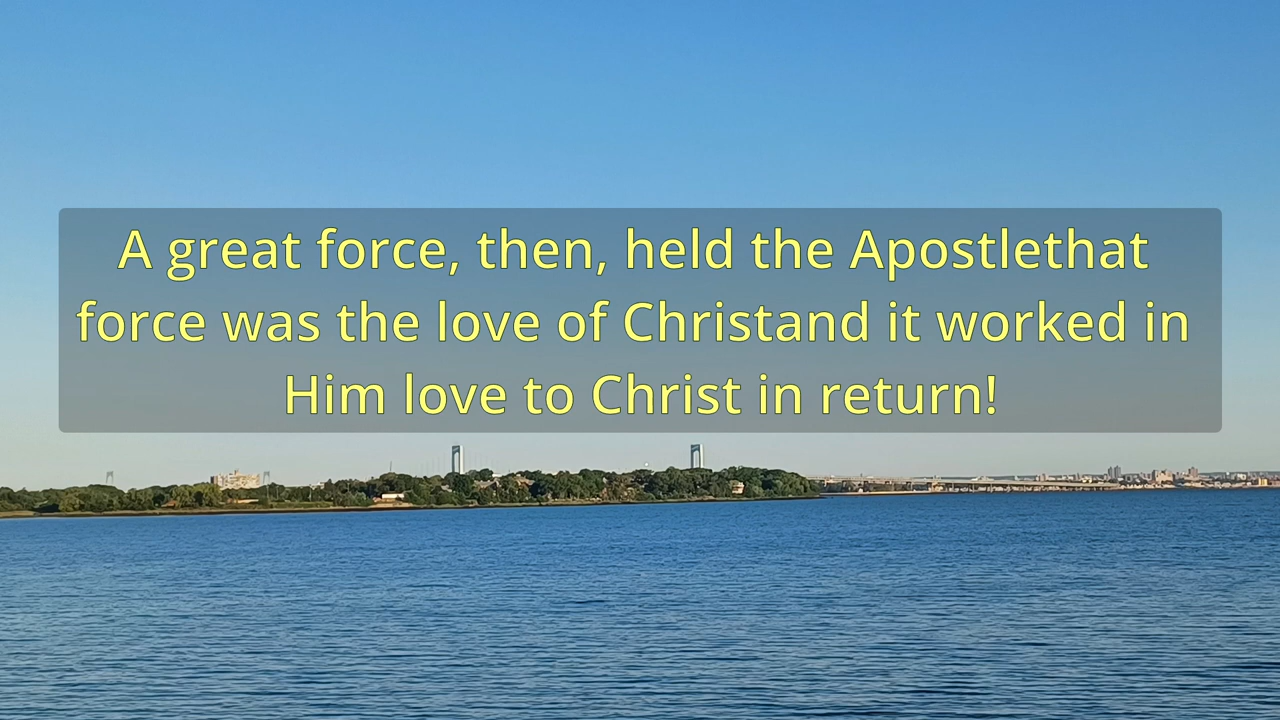 A great force, then, held the Apostlethat
force was the love of Christand it worked in
Him love to Christ in return!